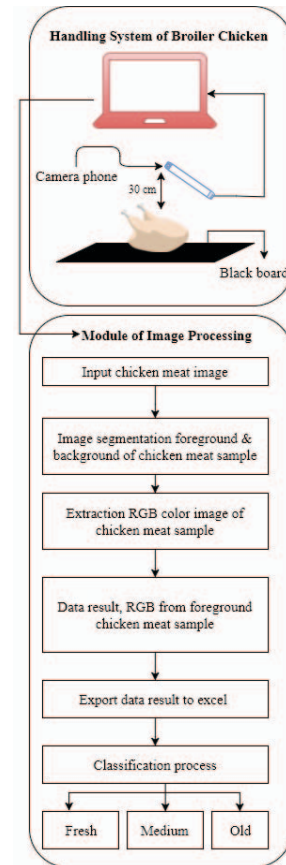 Handling System of Broiler Chicken
Camera phone
30 cm
Black board
Module of Image Processing
Input chicken meat image
Image segmentation foreground &
background of chicken meat sample
Extraction RGB color image of
chicken meat sample
Data result, RGB from foreground
chicken meat sample
Export data result to excel
Classification process
Fresh
Medium
Old